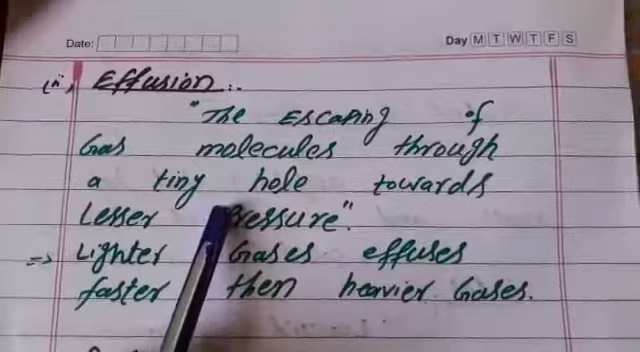 Date:
Day M T W T F S
(ii) Effusion :.
"The Escaping of
Gas molecules through
a tiny hole towards
Lesser Pressure".
=> Lighter Gases effuses
faster then heavier Gases.